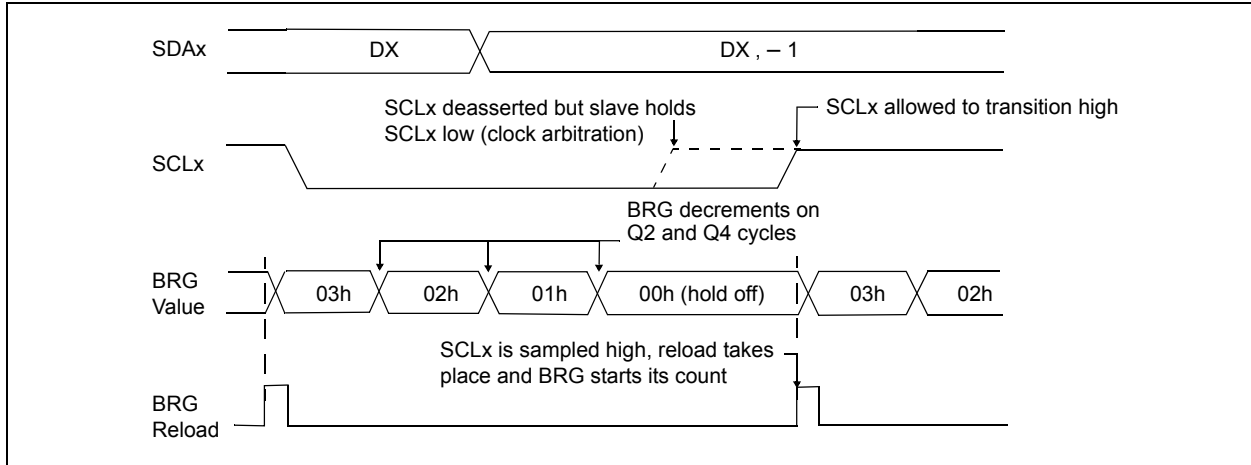 SDAx
DX
DX , – 1
SCLx deasserted but slave holds
SCLx low (clock arbitration)
SCLx allowed to transition high
SCLx
BRG decrements on
Q2 and Q4 cycles
BRG
Value
03h
02h
01h
00h (hold off)
03h
02h
SCLx is sampled high, reload takes
place and BRG starts its count
BRG
Reload